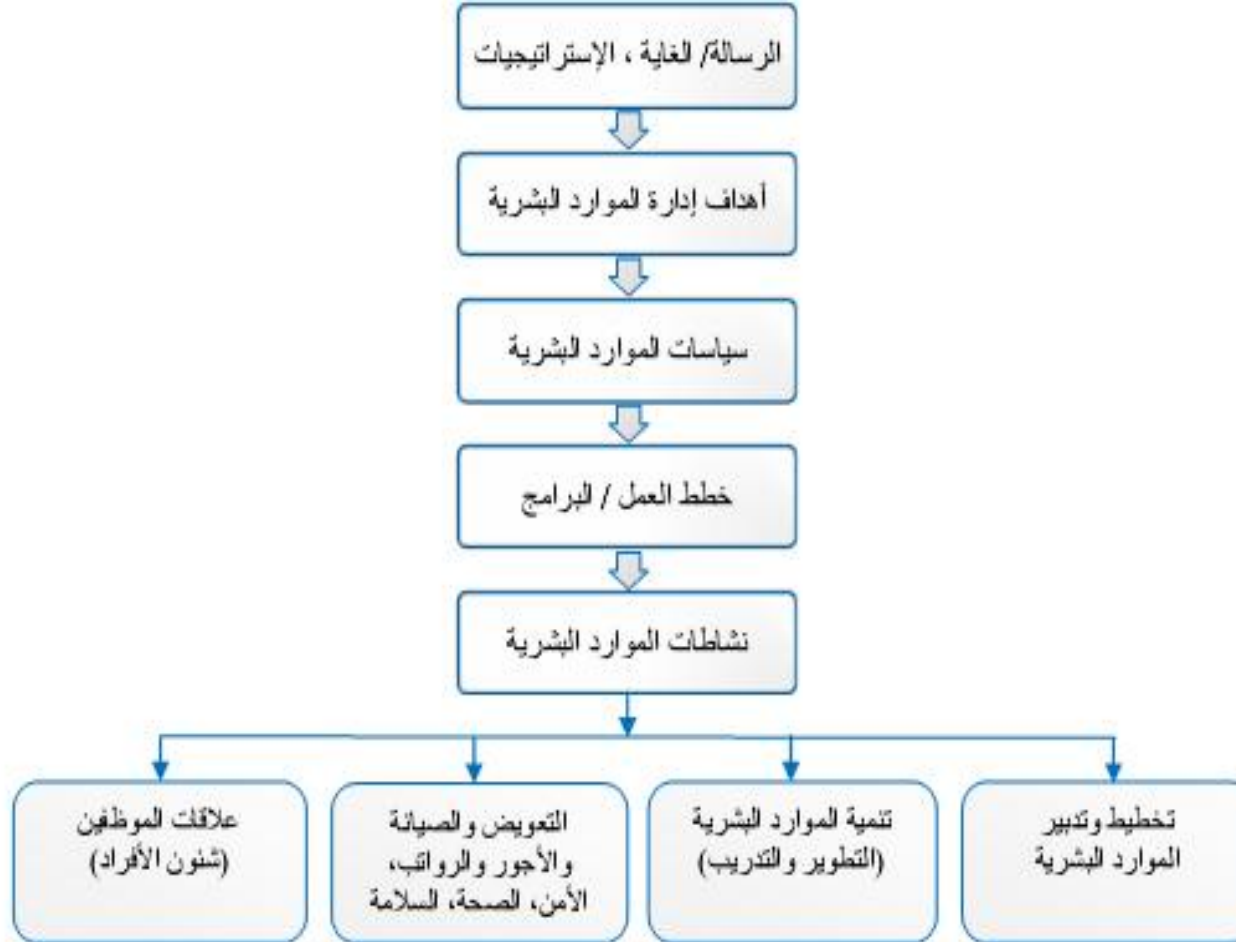 الرسالة/ الغاية ، الإستراتيجيات
أهداف إدارة الموارد البشرية
سياسات الموارد البشرية
خطط العمل / البرامج
نشاطات الموارد البشرية
تخطيط وتدبير
الموارد البشرية
تنمية الموارد البشرية
(التطوير والتدريب)
التعويض والصيانة
والأجور والرواتب،
الأمن، الصحة، السلامة
علاقات الموظفين
(شئون الأفراد)